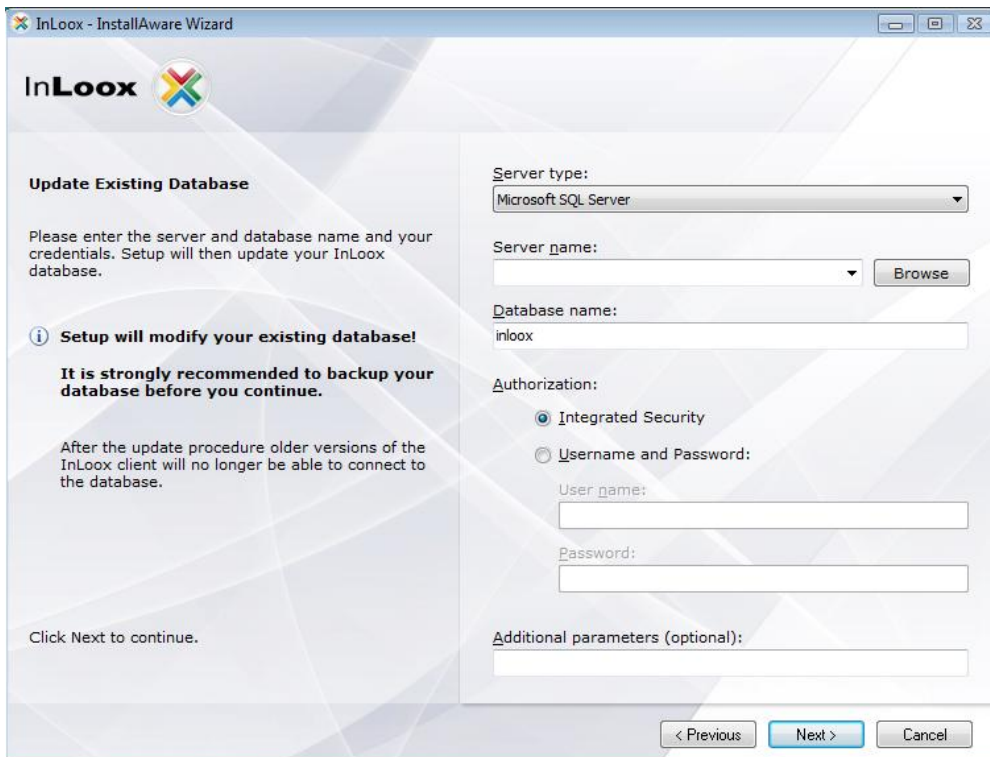 InLoox - InstallAware Wizard
InLoox
Update Existing Database
Please enter the server and database name and your
credentials. Setup will then update your InLoox
database.
Setup will modify your existing database!
It is strongly recommended to backup your
database before you continue.
After the update procedure older versions of the
InLoox client will no longer be able to connect to
the database.
Click Next to continue.
Server type:
Microsoft SQL Server
Server name:
Browse
Database name:
inloox
Authorization:
Integrated Security
Username and Password:
User name:
Password:
Additional parameters (optional):
< Previous
Next >
Cancel